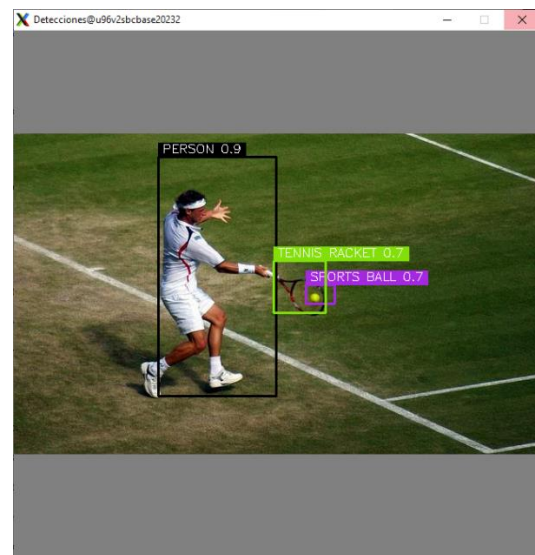 Detecciones@u96v2sbcbase20232
PERSON 0.9
TENNIS RACKET 0.7
SPORTS BALL 0.7